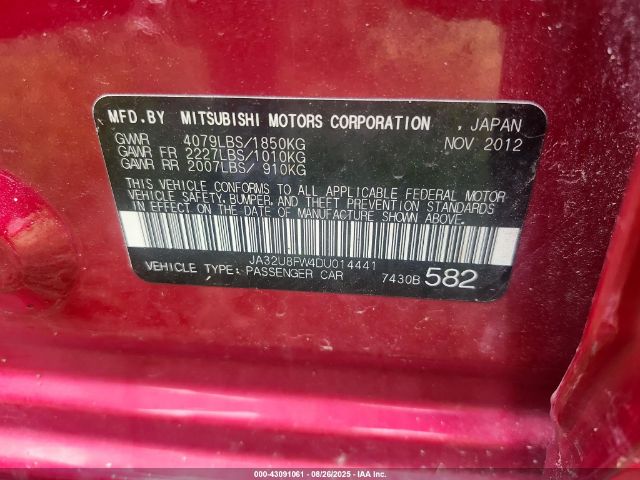 MFD.BY MITSUBISHI MOTORS CORPORATION , JAPAN
GVWR 4079LBS/1850KG NOV 2012
GAWR FR 2227LBS/1010KG
GAWR RR 2007LBS/ 910KG
THIS VEHICLE CONFORMS TO ALL APPLICABLE FEDERAL MOTOR
VEHICLE SAFETY, BUMPER, AND THEFT PREVENTION STANDARDS
IN EFFECT ON THE DATE OF MANUFACTURE SHOWN ABOVE.
JA32U8FW4DU014441
VEHICLE TYPE: PASSENGER CAR 7430B 582
000-43091061 - 08/26/2025 - Copyright IAA, Inc.